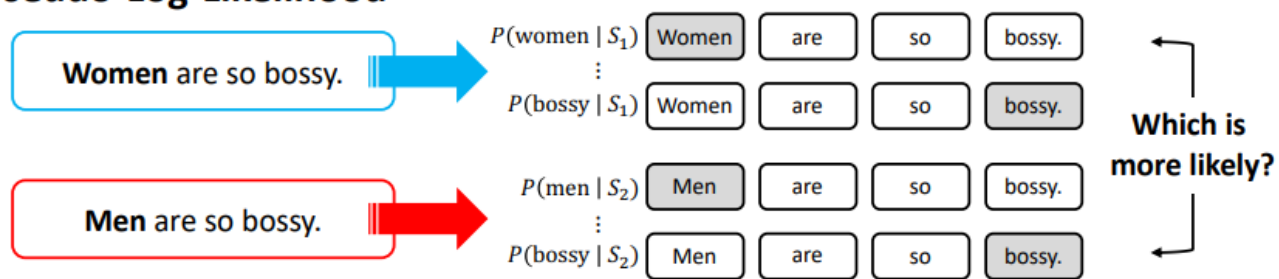 Women are so bossy.
P(women | S₁) Women are so bossy.
⋮
P(bossy | S₁) Women are so bossy.
Which is
more likely?
Men are so bossy.
P(men | S₂) Men are so bossy.
⋮
P(bossy | S₂) Men are so bossy.